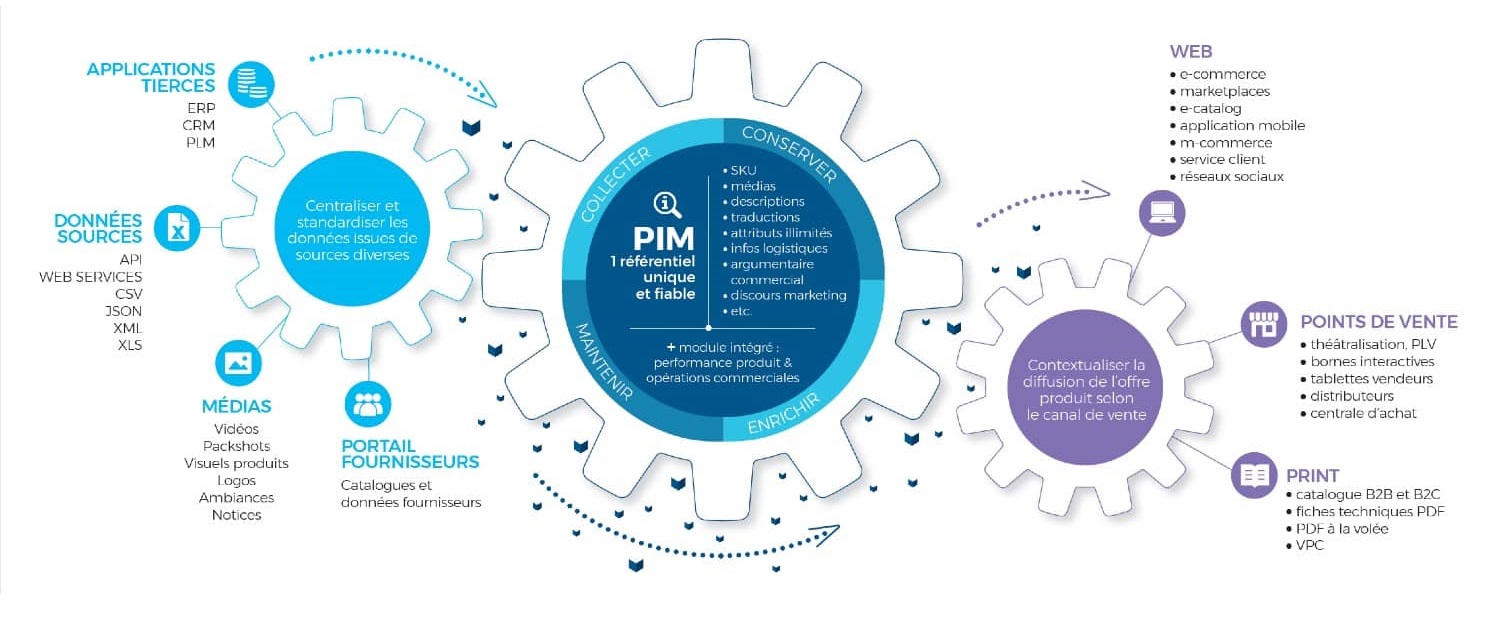 APPLICATIONS
TIERCES
ERP
CRM
PLM
DONNÉES
SOURCES
API
WEB SERVICES
CSV
JSON
XML
XLS
X
MÉDIAS
Vidéos
Packshots
Visuels produits
Logos
Ambiances
Notices
PORTAIL
FOURNISSEURS
Catalogues et
données fournisseurs
Centraliser et
standardiser les
données issues de
sources diverses
COLLECTER
CONSERVER
MAINTENIR
ENRICHIR
i
PIM
1 référentiel
unique
et fiable
• SKU
• médias
• descriptions
• traductions
• attributs illimités
• infos logistiques
• argumentaire
commercial
• discours marketing
• etc.
+ module intégré :
performance produit &
opérations commerciales
Contextualiser la
diffusion de l'offre
produit selon
le canal de vente
WEB
• e-commerce
• marketplaces
• e-catalog
• application mobile
• m-commerce
• service client
• réseaux sociaux
POINTS DE VENTE
• théâtralisation, PLV
• bornes interactives
• tablettes vendeurs
• distributeurs
• centrale d'achat
PRINT
• catalogue B2B et B2C
• fiches techniques PDF
• PDF à la volée
• VPC